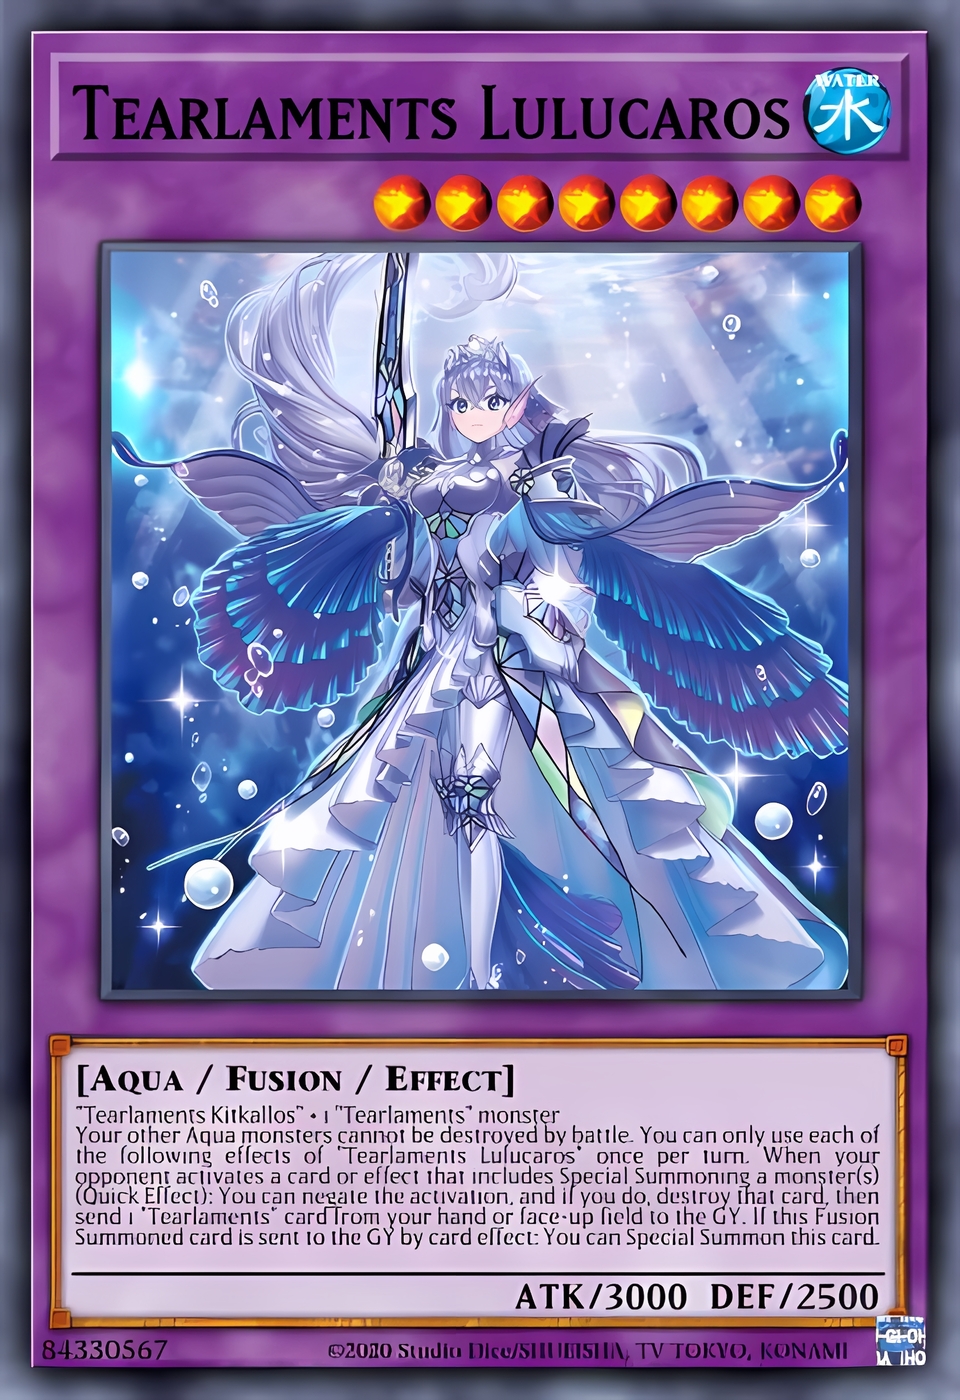 TEARLAMENTS LULUCAROS
WATER
水
[AQUA / FUSION / EFFECT]
"Tearlaments Kitkallos" + 1 "Tearlaments" monster
Your other Aqua monsters cannot be destroyed by battle. You can only use each of
the following effects of "Tearlaments Lulucaros" once per turn. When your
opponent activates a card or effect that includes Special Summoning a monster(s)
(Quick Effect): You can negate the activation, and if you do, destroy that card, then
send 1 "Tearlaments" card from your hand or face-up field to the GY. If this Fusion
Summoned card is sent to the GY by card effect: You can Special Summon this card.
ATK/3000 DEF/2500
84330567
©2020 Studio Dice/SHUEISHA, TV TOKYO, KONAMI